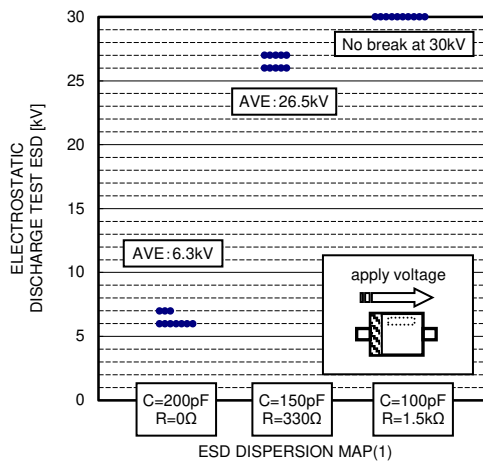 ELECTROSTATIC
DISCHARGE TEST ESD [kV]
30
25
20
15
10
5
0
No break at 30kV
AVE:26.5kV
AVE:6.3kV
apply voltage
C=200pF
R=0Ω
C=150pF
R=330Ω
C=100pF
R=1.5kΩ
ESD DISPERSION MAP(1)